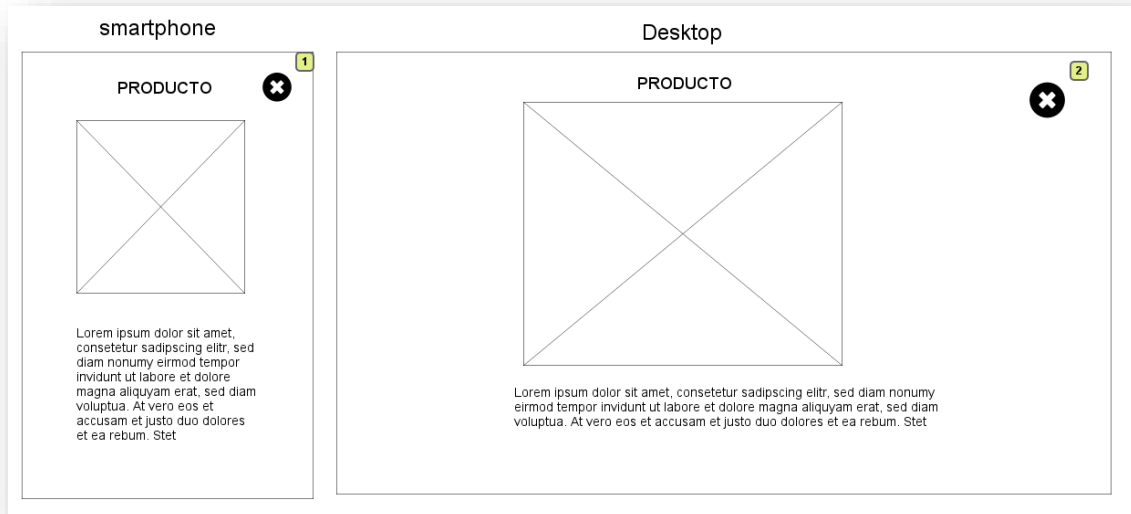 smartphone
1
PRODUCTO
Lorem ipsum dolor sit amet,
consetetur sadipscing elitr, sed
diam nonumy eirmod tempor
invidunt ut labore et dolore
magna aliquyam erat, sed diam
voluptua. At vero eos et
accusam et justo duo dolores
et ea rebum. Stet
Desktop
2
PRODUCTO
Lorem ipsum dolor sit amet, consetetur sadipscing elitr, sed diam nonumy
eirmod tempor invidunt ut labore et dolore magna aliquyam erat, sed diam
voluptua. At vero eos et accusam et justo duo dolores et ea rebum. Stet